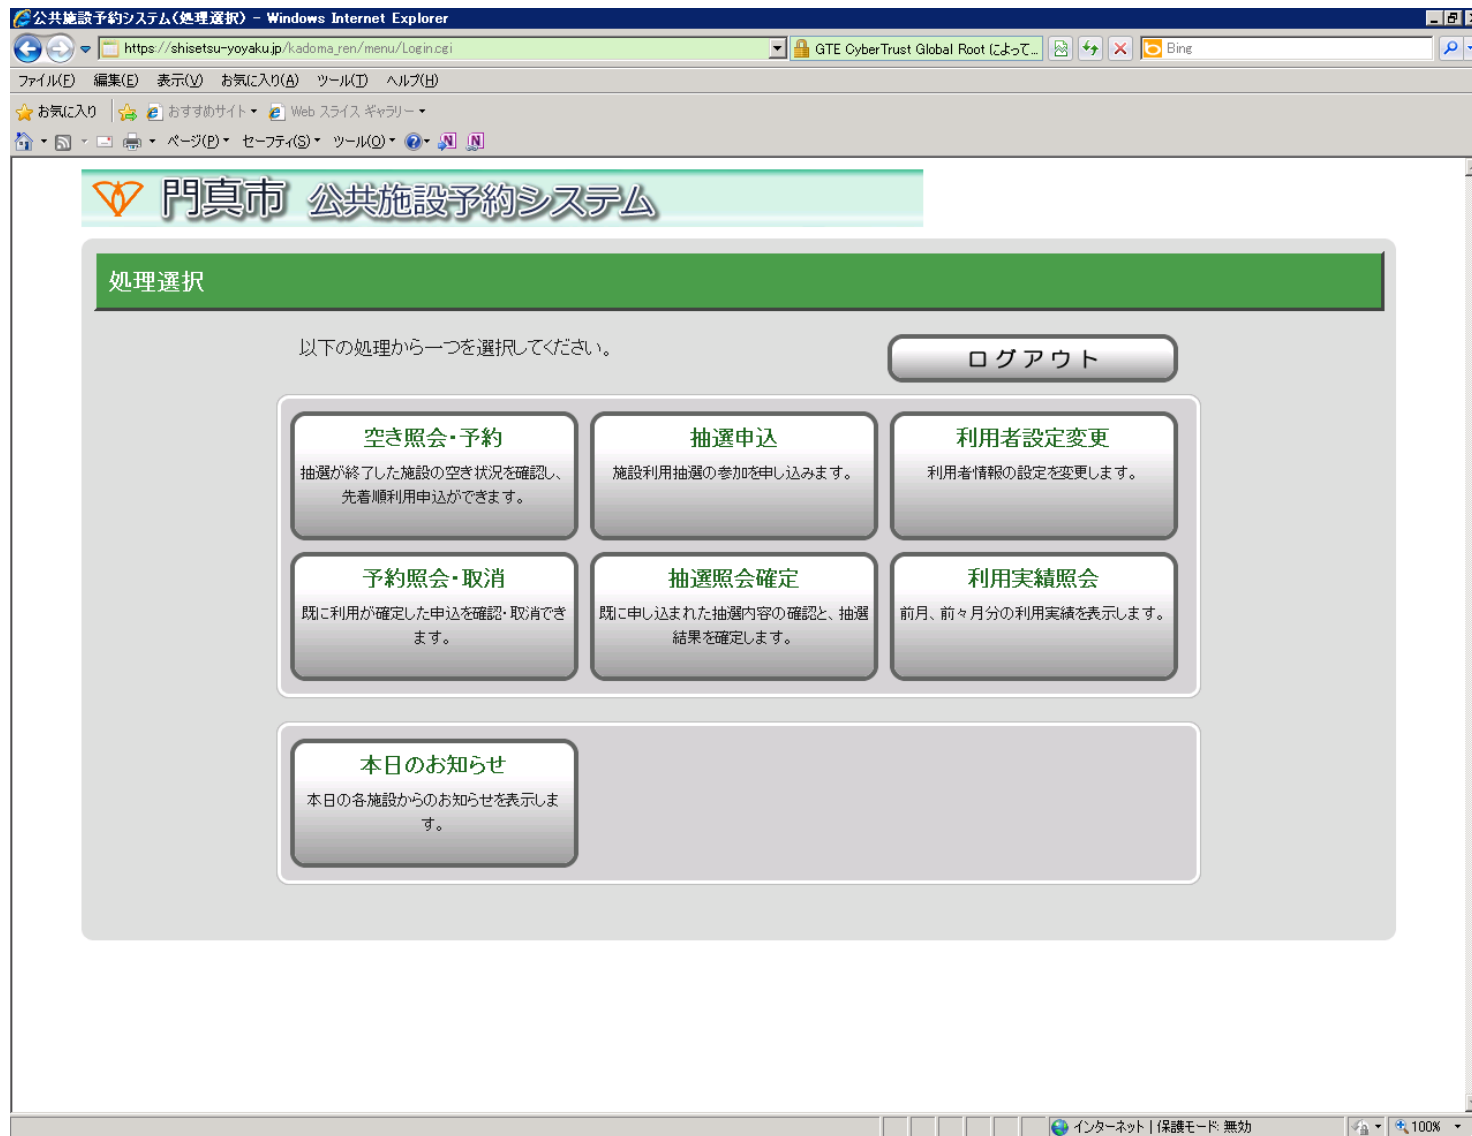 公共施設予約システム(処理選択) - Windows Internet Explorer
https://shisetsu-yoyaku.jp/kadoma_ren/menu/Login.cgi
GTE CyberTrust Global Root によって...
Bing
ファイル(F) 編集(E) 表示(V) お気に入り(A) ツール(T) ヘルプ(H)
お気に入り おすすめサイト Web スライス ギャラリー
ページ(P) セーフティ(S) ツール(O)
門真市 公共施設予約システム
処理選択
以下の処理から一つを選択してください。
ログアウト
空き照会・予約
抽選が終了した施設の空き状況を確認し、
先着順利用申込ができます。
抽選申込
施設利用抽選の参加を申し込みます。
利用者設定変更
利用者情報の設定を変更します。
予約照会・取消
既に利用が確定した申込を確認・取消でき
ます。
抽選照会確定
既に申し込まれた抽選内容の確認と、抽選
結果を確定します。
利用実績照会
前月、前々月分の利用実績を表示します。
本日のお知らせ
本日の各施設からのお知らせを表示しま
す。
インターネット | 保護モード: 無効
100%